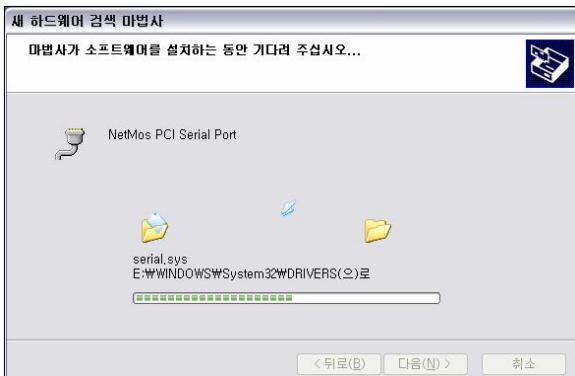 새 하드웨어 검색 마법사
마법사가 소프트웨어를 설치하는 동안 기다려 주십시오...
NetMos PCI Serial Port
serial.sys
E:₩WINDOWS₩System32₩DRIVERS(으)로
< 뒤로(B) 다음(N) > 취소